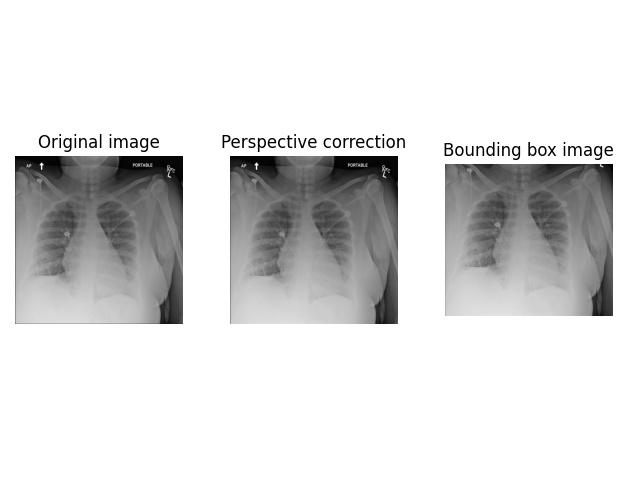 Original image
Perspective correction
Bounding box image
AP
PORTABLE
L
AP
PORTABLE
L